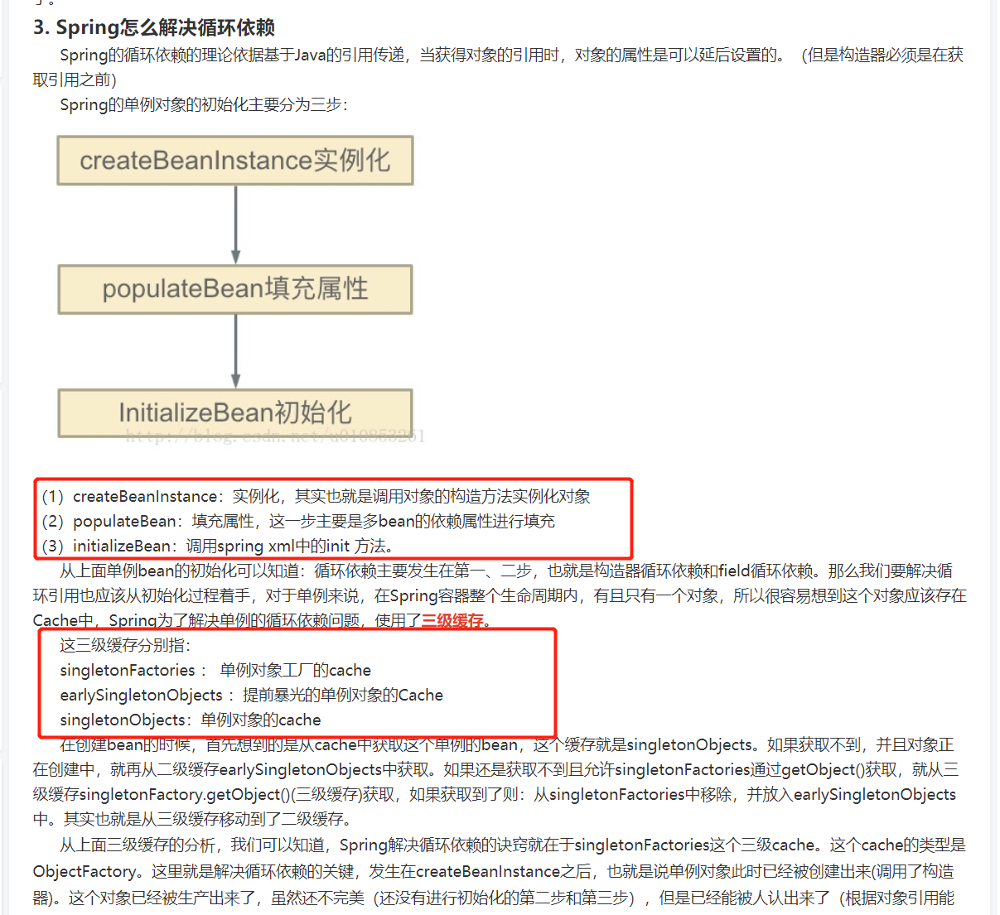 3. Spring怎么解决循环依赖
Spring的循环依赖的理论依据基于Java的引用传递，当获得对象的引用时，对象的属性是可以延后设置的。（但是构造器必须是在获
取引用之前）
Spring的单例对象的初始化主要分为三步：
createBeanInstance实例化
populateBean填充属性
InitializeBean初始化
http://blog.csdn.net/u010853261
（1）createBeanInstance：实例化，其实也就是调用对象的构造方法实例化对象
（2）populateBean：填充属性，这一步主要是多bean的依赖属性进行填充
（3）initializeBean：调用spring xml中的init 方法。
从上面单例bean的初始化可以知道：循环依赖主要发生在第一、二步，也就是构造器循环依赖和field循环依赖。那么我们要解决循
环引用也应该从初始化过程着手，对于单例来说，在Spring容器整个生命周期内，有且只有一个对象，所以很容易想到这个对象应该存在
Cache中，Spring为了解决单例的循环依赖问题，使用了三级缓存。
这三级缓存分别指：
singletonFactories ： 单例对象工厂的cache
earlySingletonObjects ：提前暴光的单例对象的Cache
singletonObjects：单例对象的cache
在创建bean的时候，首先想到的是从cache中获取这个单例的bean，这个缓存就是singletonObjects。如果获取不到，并且对象正
在创建中，就再从二级缓存earlySingletonObjects中获取。如果还是获取不到且允许singletonFactories通过getObject()获取，就从三
级缓存singletonFactory.getObject()(三级缓存)获取，如果获取到了则：从singletonFactories中移除，并放入earlySingletonObjects
中。其实也就是从三级缓存移动到了二级缓存。
从上面三级缓存的分析，我们可以知道，Spring解决循环依赖的诀窍就在于singletonFactories这个三级cache。这个cache的类型是
ObjectFactory。这里就是解决循环依赖的关键，发生在createBeanInstance之后，也就是说单例对象此时已经被创建出来(调用了构造
器)。这个对象已经被生产出来了，虽然还不完美（还没有进行初始化的第二步和第三步），但是已经能被人认出来了（根据对象引用能